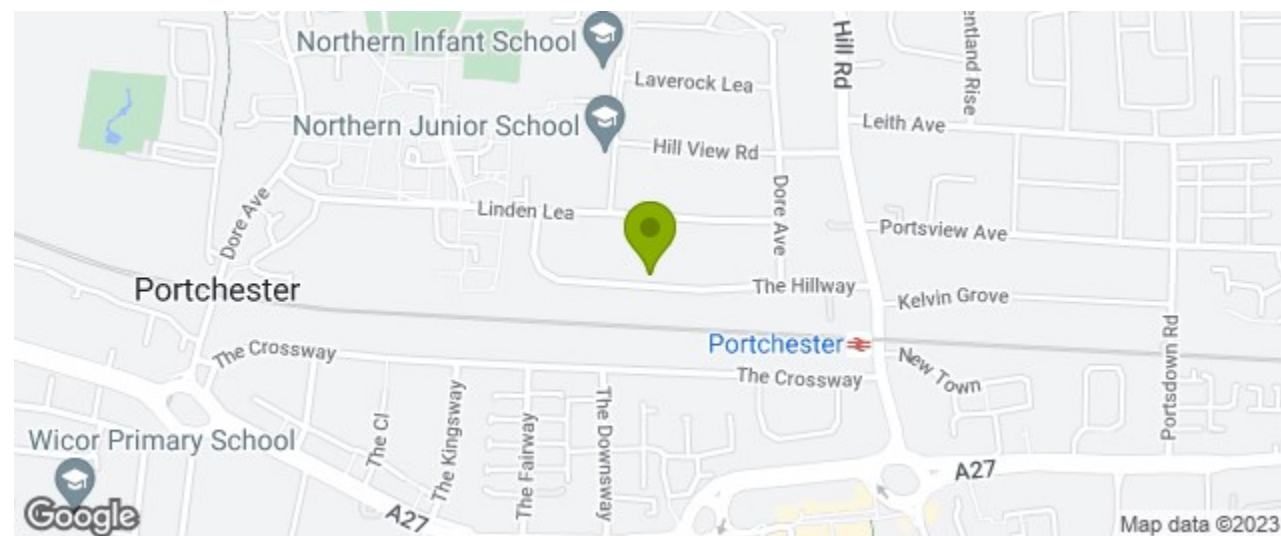 Northern Infant School
Hill Rd
entland Rise
Laverock Lea
Leith Ave
Northern Junior School
Hill View Rd
Dore Ave
Dore Ave
Linden Lea
Portsview Ave
Portchester
The Hillway
Kelvin Grove
Portchester
Portsdown Rd
The Crossway
New Town
The Crossway
Wicor Primary School
The Cl
The Kingsway
The Fairway
The Downsway
A27
A27
Google
Map data ©2023